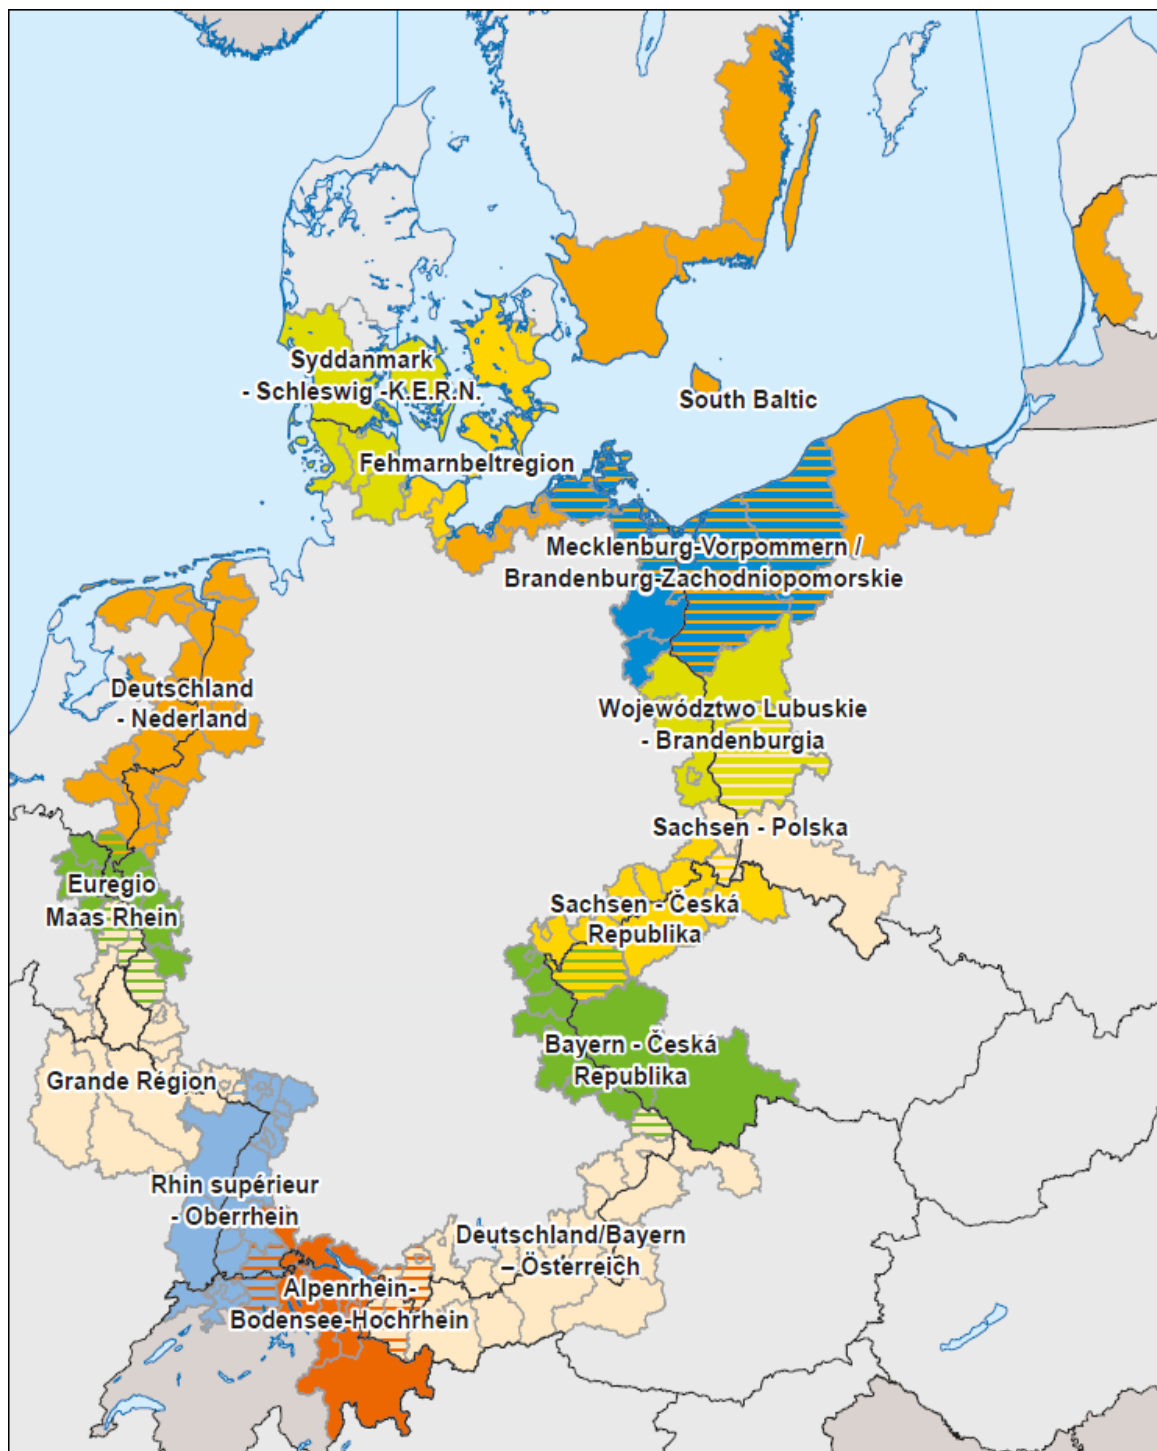 Syddanmark
- Schleswig -K.E.R.N.
South Baltic
Fehmarnbeltregion
Mecklenburg-Vorpommern /
Brandenburg-Zachodniopomorskie
Deutschland
- Nederland
Województwo Lubuskie
- Brandenburgia
Sachsen - Polska
Euregio
Maas Rhein
Sachsen - Česká
Republika
Bayern - Česká
Republika
Grande Région
Rhin supérieur
- Oberrhein
Deutschland/Bayern
– Österreich
Alpenrhein-
Bodensee-Hochrhein